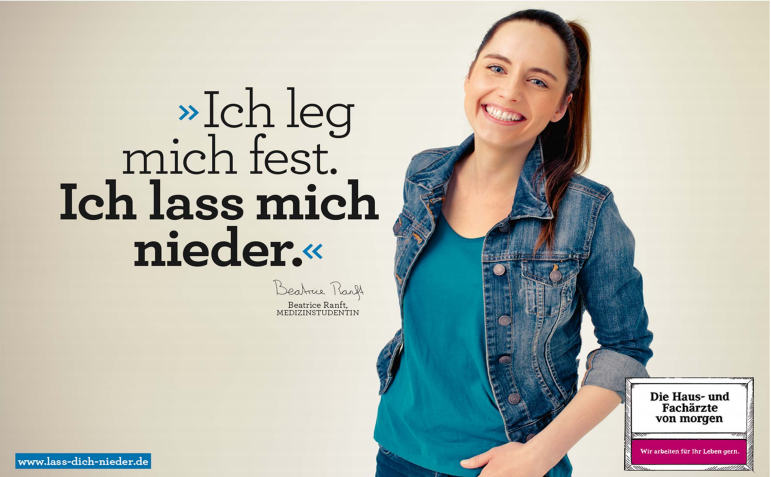 »Ich leg
mich fest.
Ich lass mich
nieder.«
Beatrice Ranft
Beatrice Ranft,
MEDIZINSTUDENTIN
Die Haus- und
Fachärzte
von morgen
Wir arbeiten für Ihr Leben gern.
www.lass-dich-nieder.de